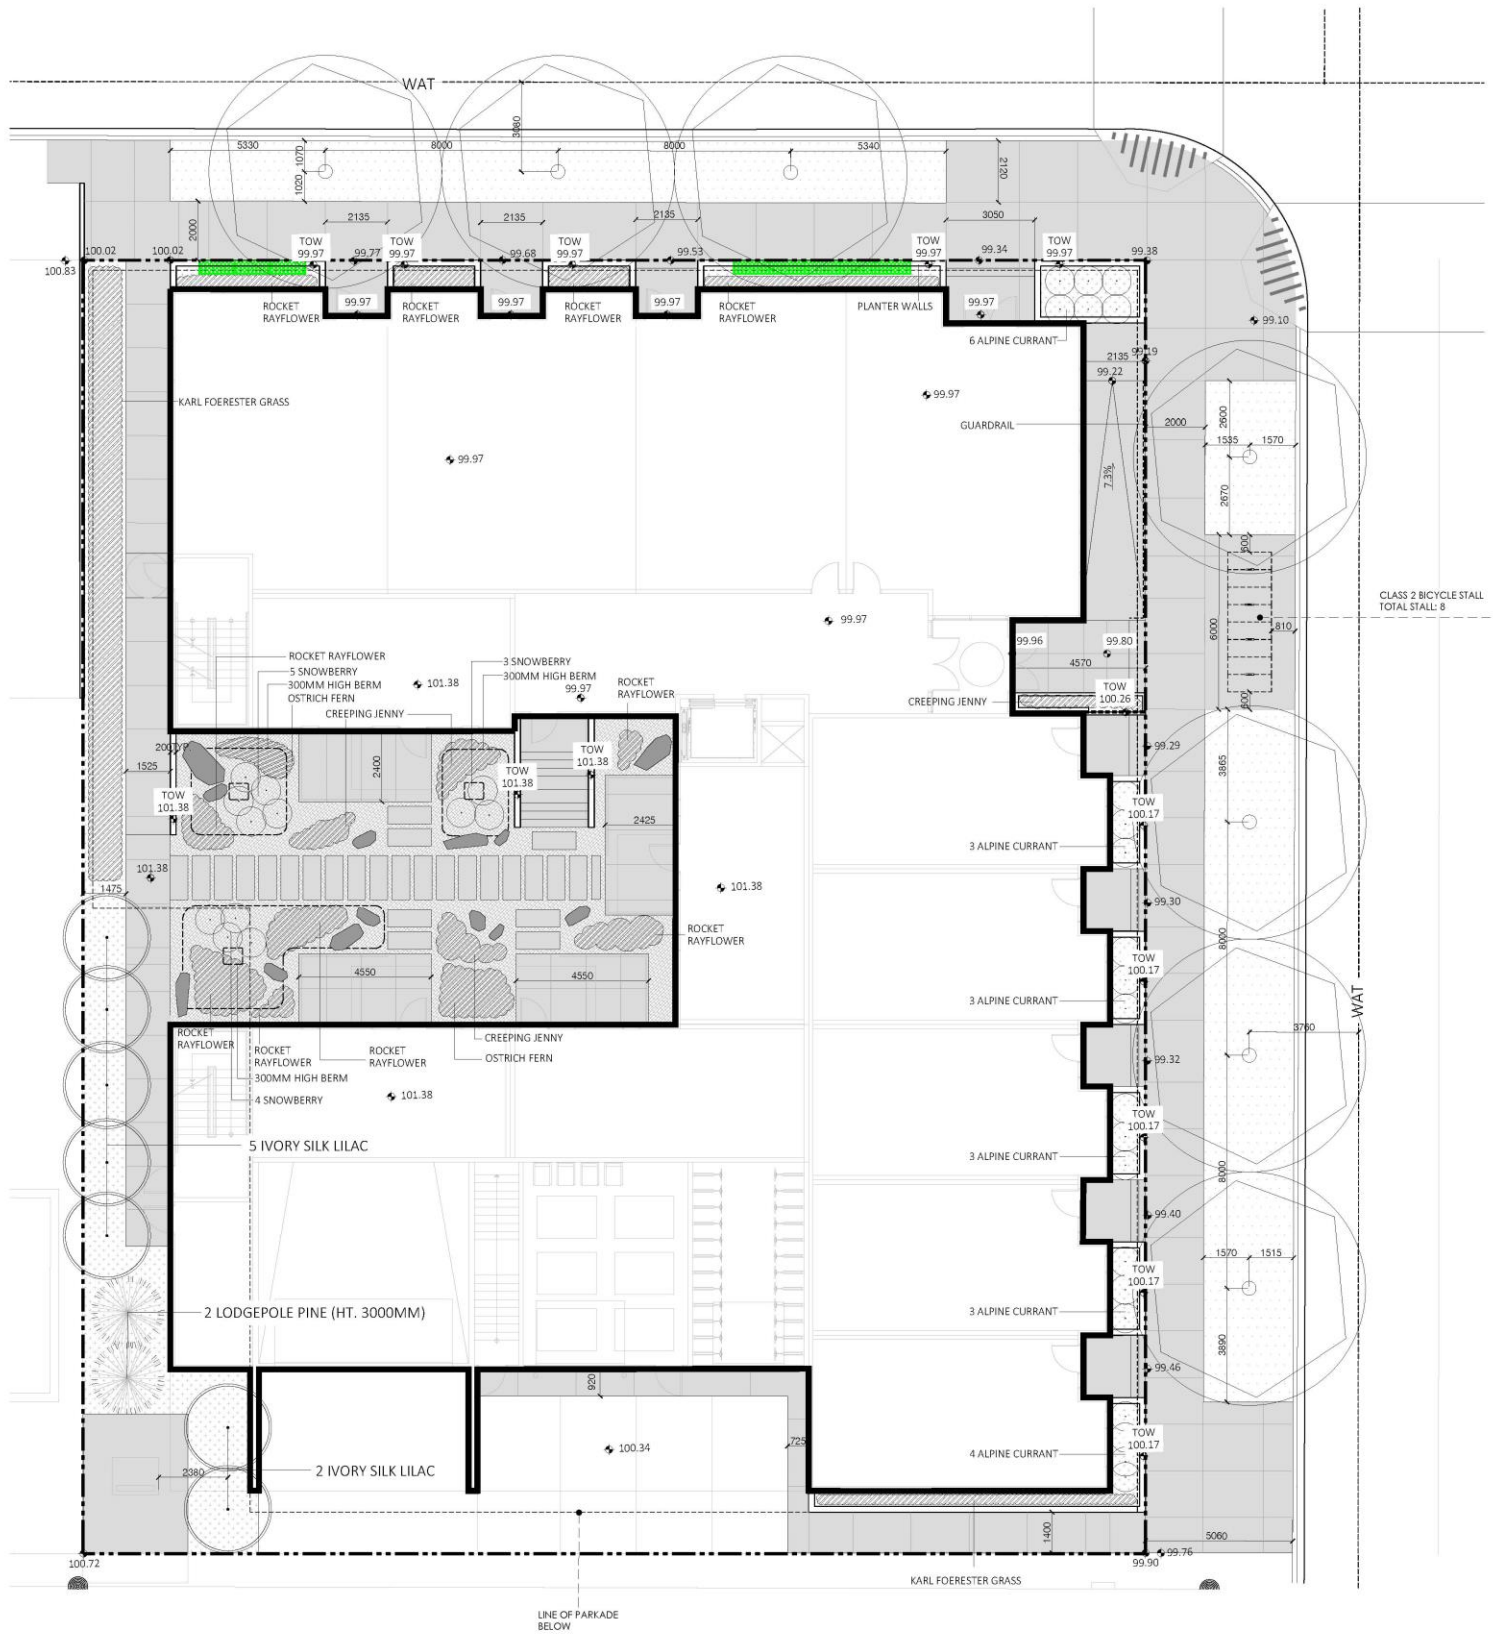 WAT
5330
8000
8000
5340
3080
1070
1020
2120
2000
2135
2135
2135
3050
100.83
100.02
100.02
TOW
99.97
99.77
TOW
99.97
99.68
TOW
99.97
99.53
TOW
99.97
99.34
TOW
99.97
99.38
ROCKET
RAYFLOWER
99.97
ROCKET
RAYFLOWER
99.97
ROCKET
RAYFLOWER
99.97
ROCKET
RAYFLOWER
PLANTER WALLS
99.97
6 ALPINE CURRANT
99.10
2135
99.19
99.22
KARL FOERESTER GRASS
99.97
GUARDRAIL
99.97
7.3%
2000
2600
1535
1570
2670
600
CLASS 2 BICYCLE STALL
TOTAL STALL: 8
6000
810
600
99.97
99.96
99.80
4570
TOW
100.26
CREEPING JENNY
ROCKET RAYFLOWER
5 SNOWBERRY
300MM HIGH BERM
OSTRICH FERN
CREEPING JENNY
101.38
3 SNOWBERRY
300MM HIGH BERM
99.97
ROCKET
RAYFLOWER
200TYP
1525
2400
TOW
101.38
TOW
101.38
TOW
101.38
2425
99.29
3865
TOW
100.17
3 ALPINE CURRANT
101.38
1475
101.38
99.30
8000
ROCKET
RAYFLOWER
TOW
100.17
4550
4550
3 ALPINE CURRANT
WAT
3760
ROCKET
RAYFLOWER
ROCKET
RAYFLOWER
ROCKET
RAYFLOWER
CREEPING JENNY
OSTRICH FERN
300MM HIGH BERM
4 SNOWBERRY
101.38
99.32
TOW
100.17
5 IVORY SILK LILAC
3 ALPINE CURRANT
8000
99.40
1570
1515
TOW
100.17
2 LODGEPOLE PINE (HT. 3000MM)
3 ALPINE CURRANT
3890
99.46
920
725
100.34
TOW
100.17
4 ALPINE CURRANT
2380
2 IVORY SILK LILAC
1400
5060
100.72
99.76
99.90
KARL FOERESTER GRASS
LINE OF PARKADE
BELOW